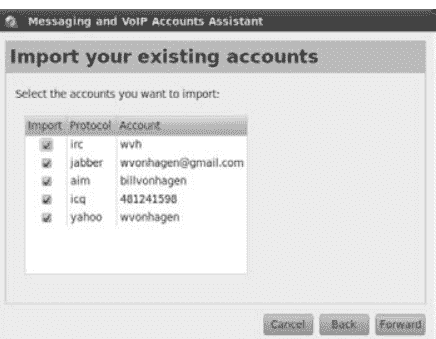 Messaging and VoIP Accounts Assistant
Import your existing accounts
Select the accounts you want to import:
Import Protocol Account
irc wvh
jabber wvonhagen@gmail.com
aim billvonhagen
icq 481241598
yahoo wvonhagen
Cancel Back Forward